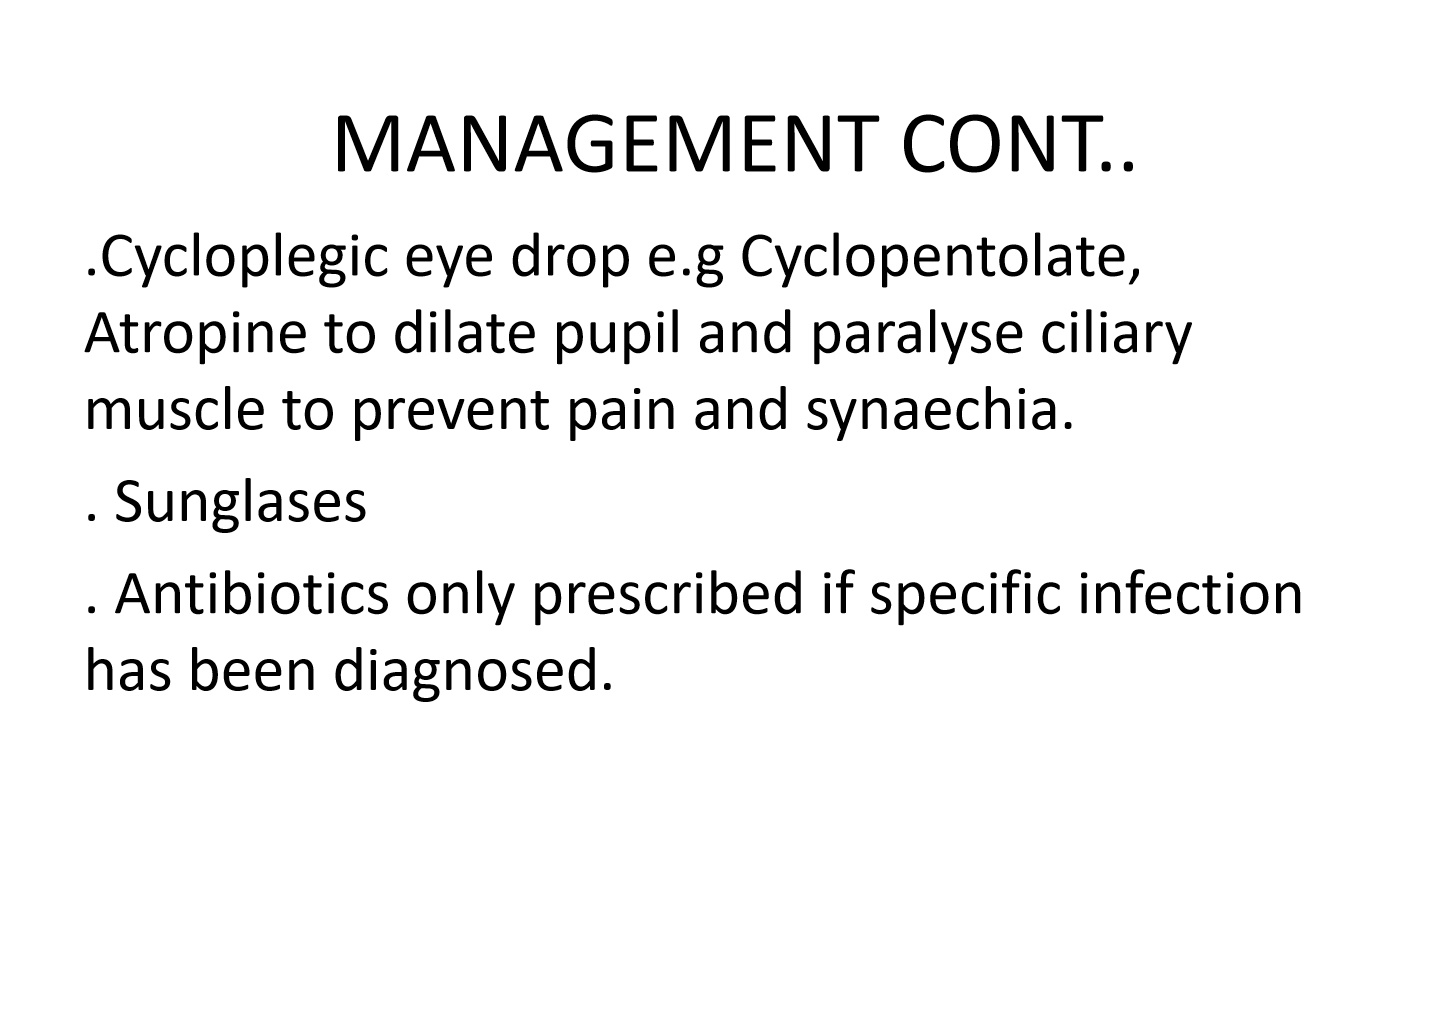 MANAGEMENT CONT..
.Cycloplegic eye drop e.g Cyclopentolate,
Atropine to dilate pupil and paralyse ciliary
muscle to prevent pain and synaechia.
. Sunglases
. Antibiotics only prescribed if specific infection
has been diagnosed.